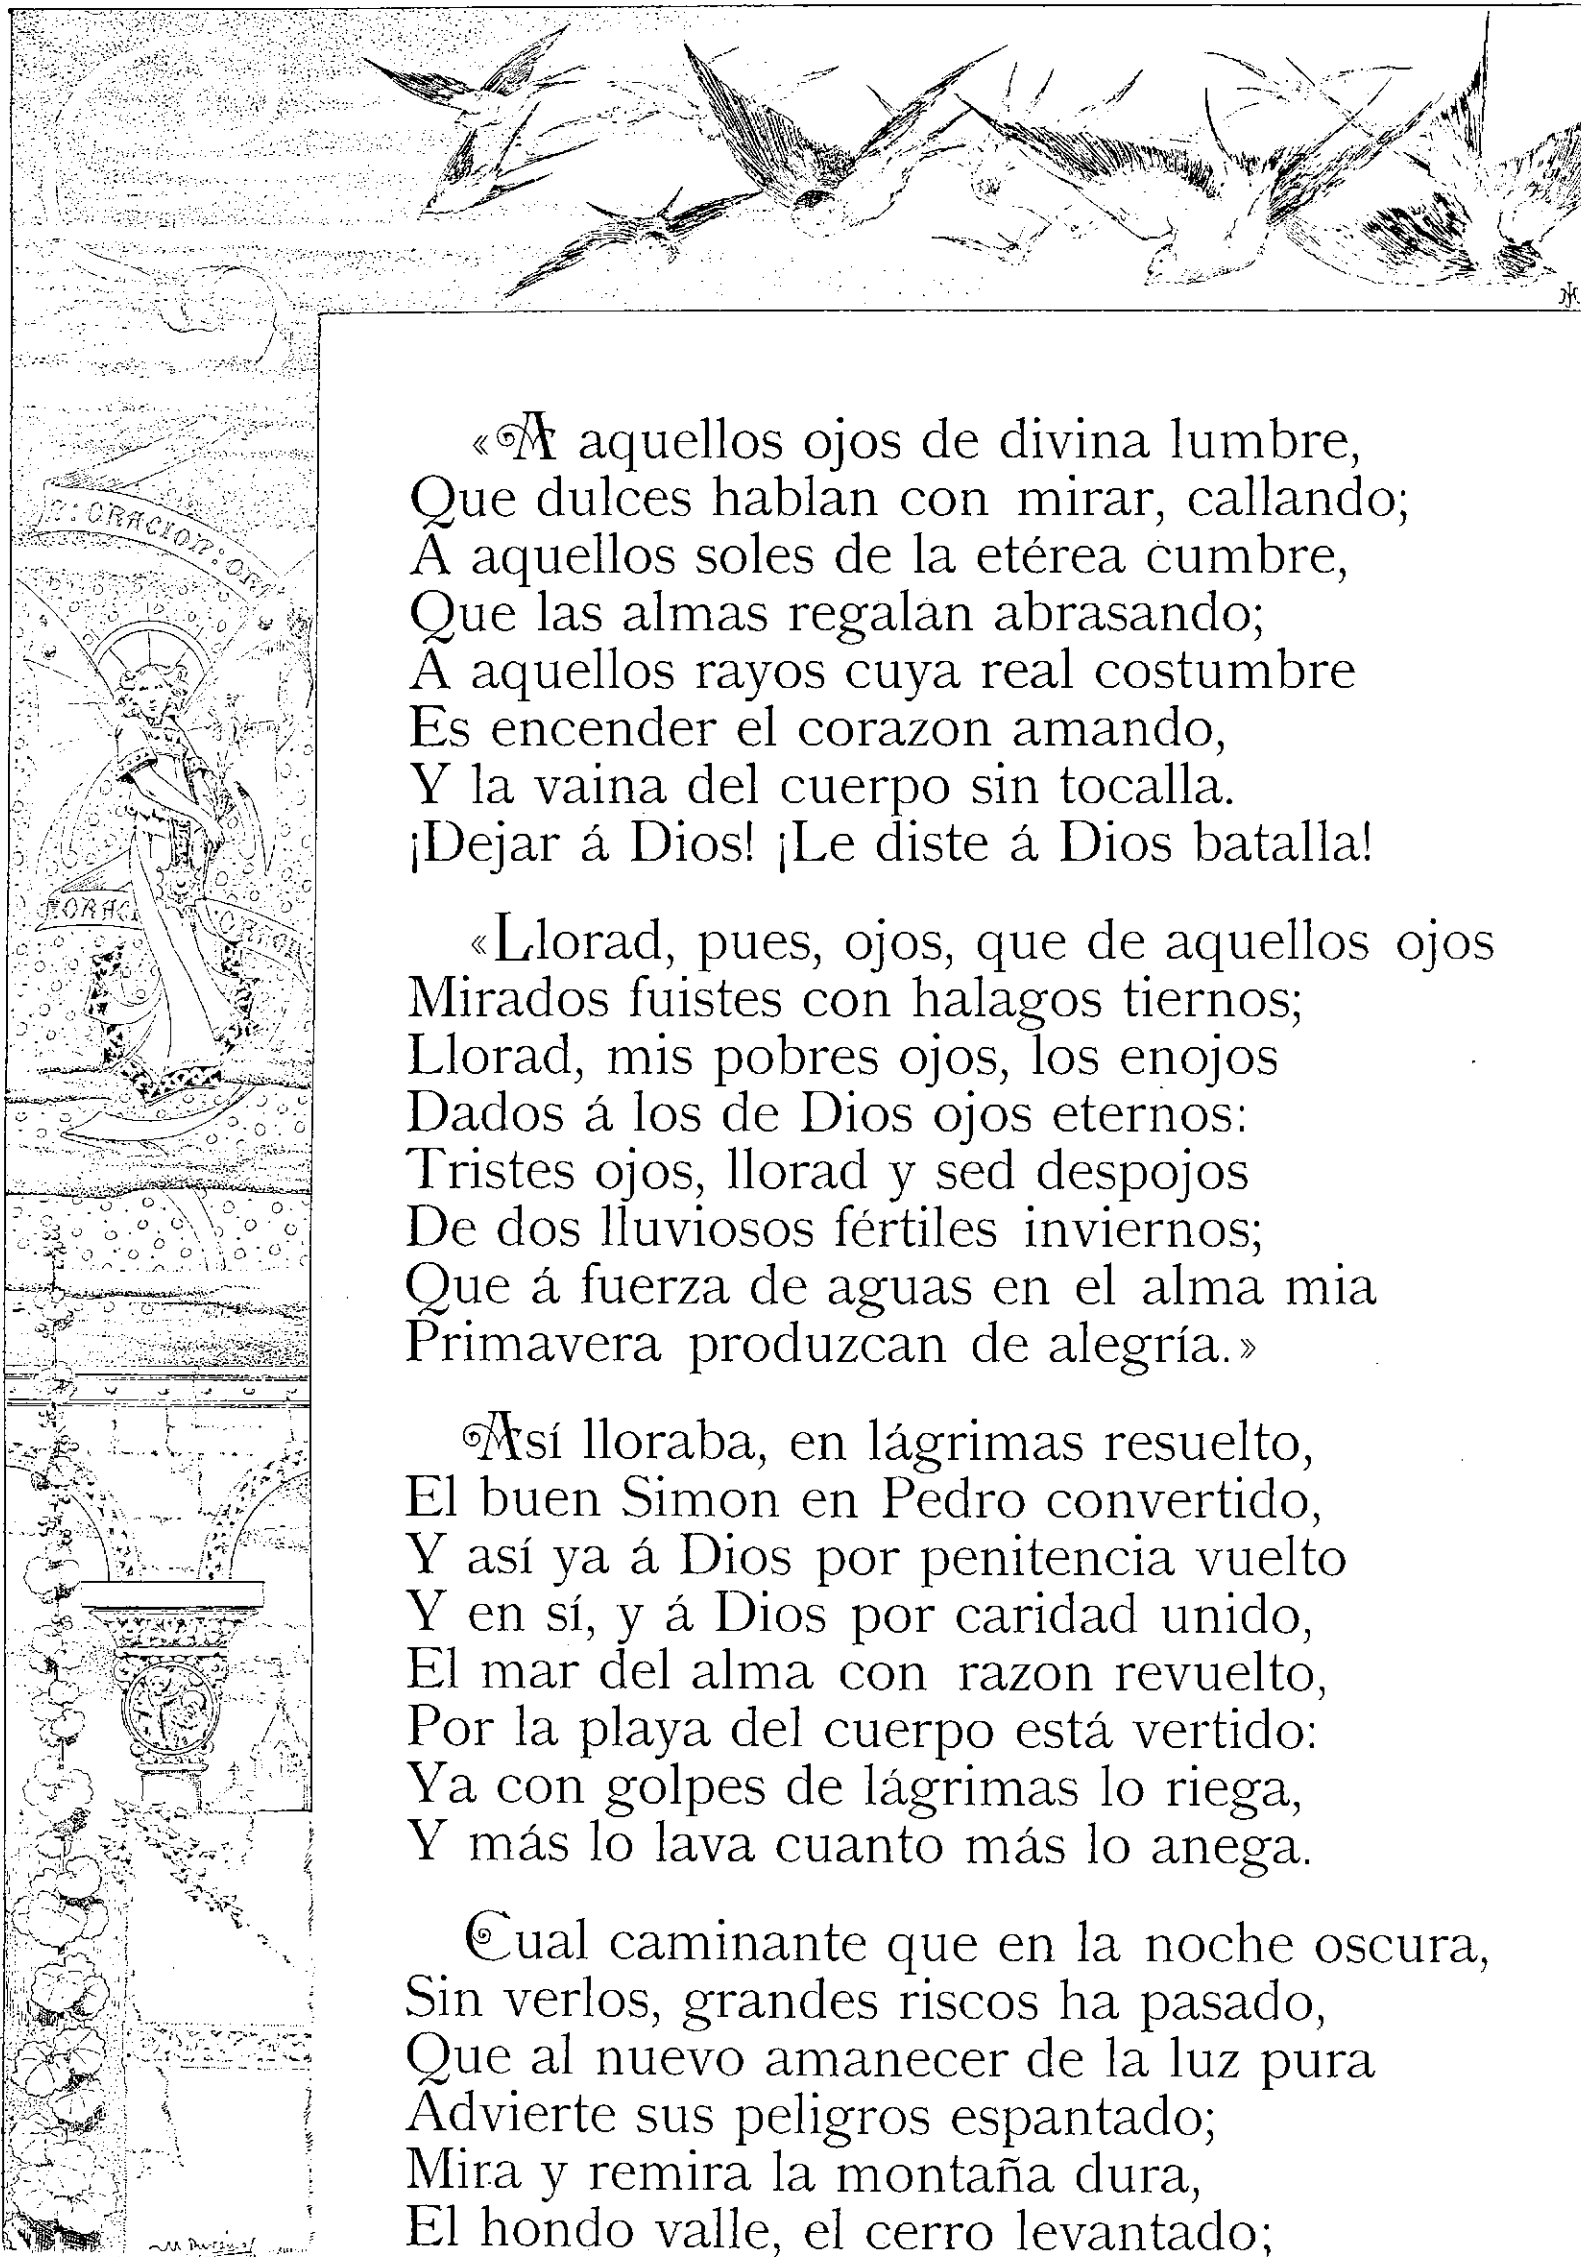 «A aquellos ojos de divina lumbre,
Que dulces hablan con mirar, callando;
A aquellos soles de la etérea cumbre,
Que las almas regalan abrasando;
A aquellos rayos cuya real costumbre
Es encender el corazon amando,
Y la vaina del cuerpo sin tocalla.
¡Dejar á Dios! ¡Le diste á Dios batalla!
«Llorad, pues, ojos, que de aquellos ojos
Mirados fuistes con halagos tiernos;
Llorad, mis pobres ojos, los enojos
Dados á los de Dios ojos eternos:
Tristes ojos, llorad y sed despojos
De dos lluviosos fértiles inviernos;
Que á fuerza de aguas en el alma mia
Primavera produzcan de alegría.»
Así lloraba, en lágrimas resuelto,
El buen Simon en Pedro convertido,
Y así ya á Dios por penitencia vuelto
Y en sí, y á Dios por caridad unido,
El mar del alma con razon revuelto,
Por la playa del cuerpo está vertido:
Ya con golpes de lágrimas lo riega,
Y más lo lava cuanto más lo anega.
Cual caminante que en la noche oscura,
Sin verlos, grandes riscos ha pasado,
Que al nuevo amanecer de la luz pura
Advierte sus peligros espantado;
Mira y remira la montaña dura,
El hondo valle, el cerro levantado;
: ORACION: OR
ORACI